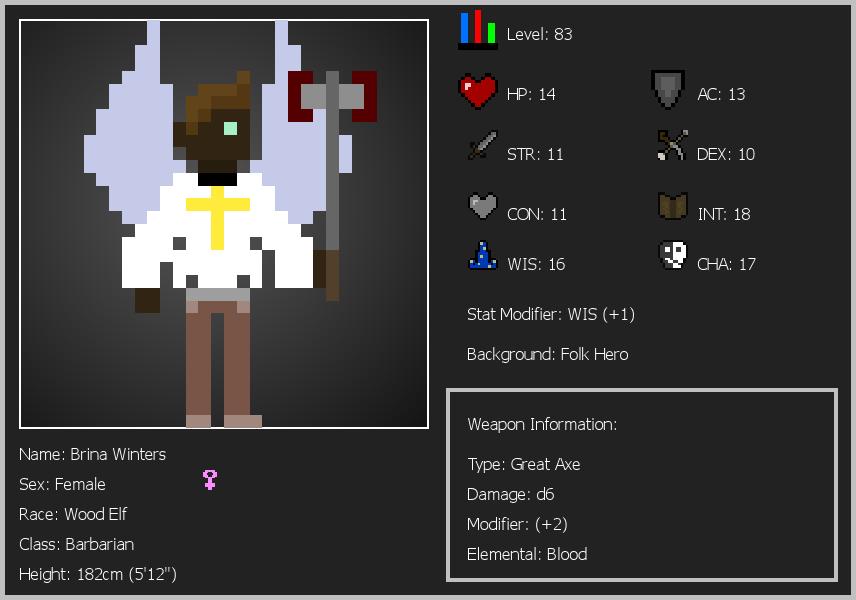 Level: 83
HP: 14
AC: 13
STR: 11
DEX: 10
CON: 11
INT: 18
WIS: 16
CHA: 17
Stat Modifier: WIS (+1)
Background: Folk Hero
Weapon Information:
Type: Great Axe
Damage: d6
Modifier: (+2)
Elemental: Blood
Name: Brina Winters
Sex: Female
Race: Wood Elf
Class: Barbarian
Height: 182cm (5'12")